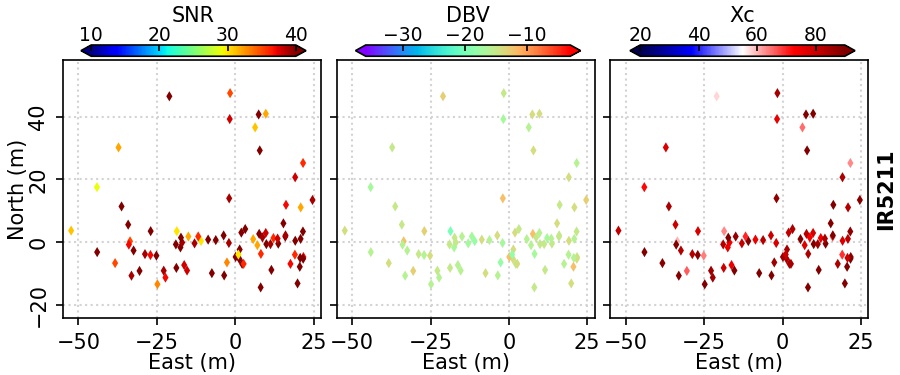 SNR DBV Xc
10 20 30 40 −30 −20 −10 20 40 60 80
North (m)
40
20
0
−20
IR5211
−50 −25 0 25 −50 −25 0 25 −50 −25 0 25
East (m) East (m) East (m)